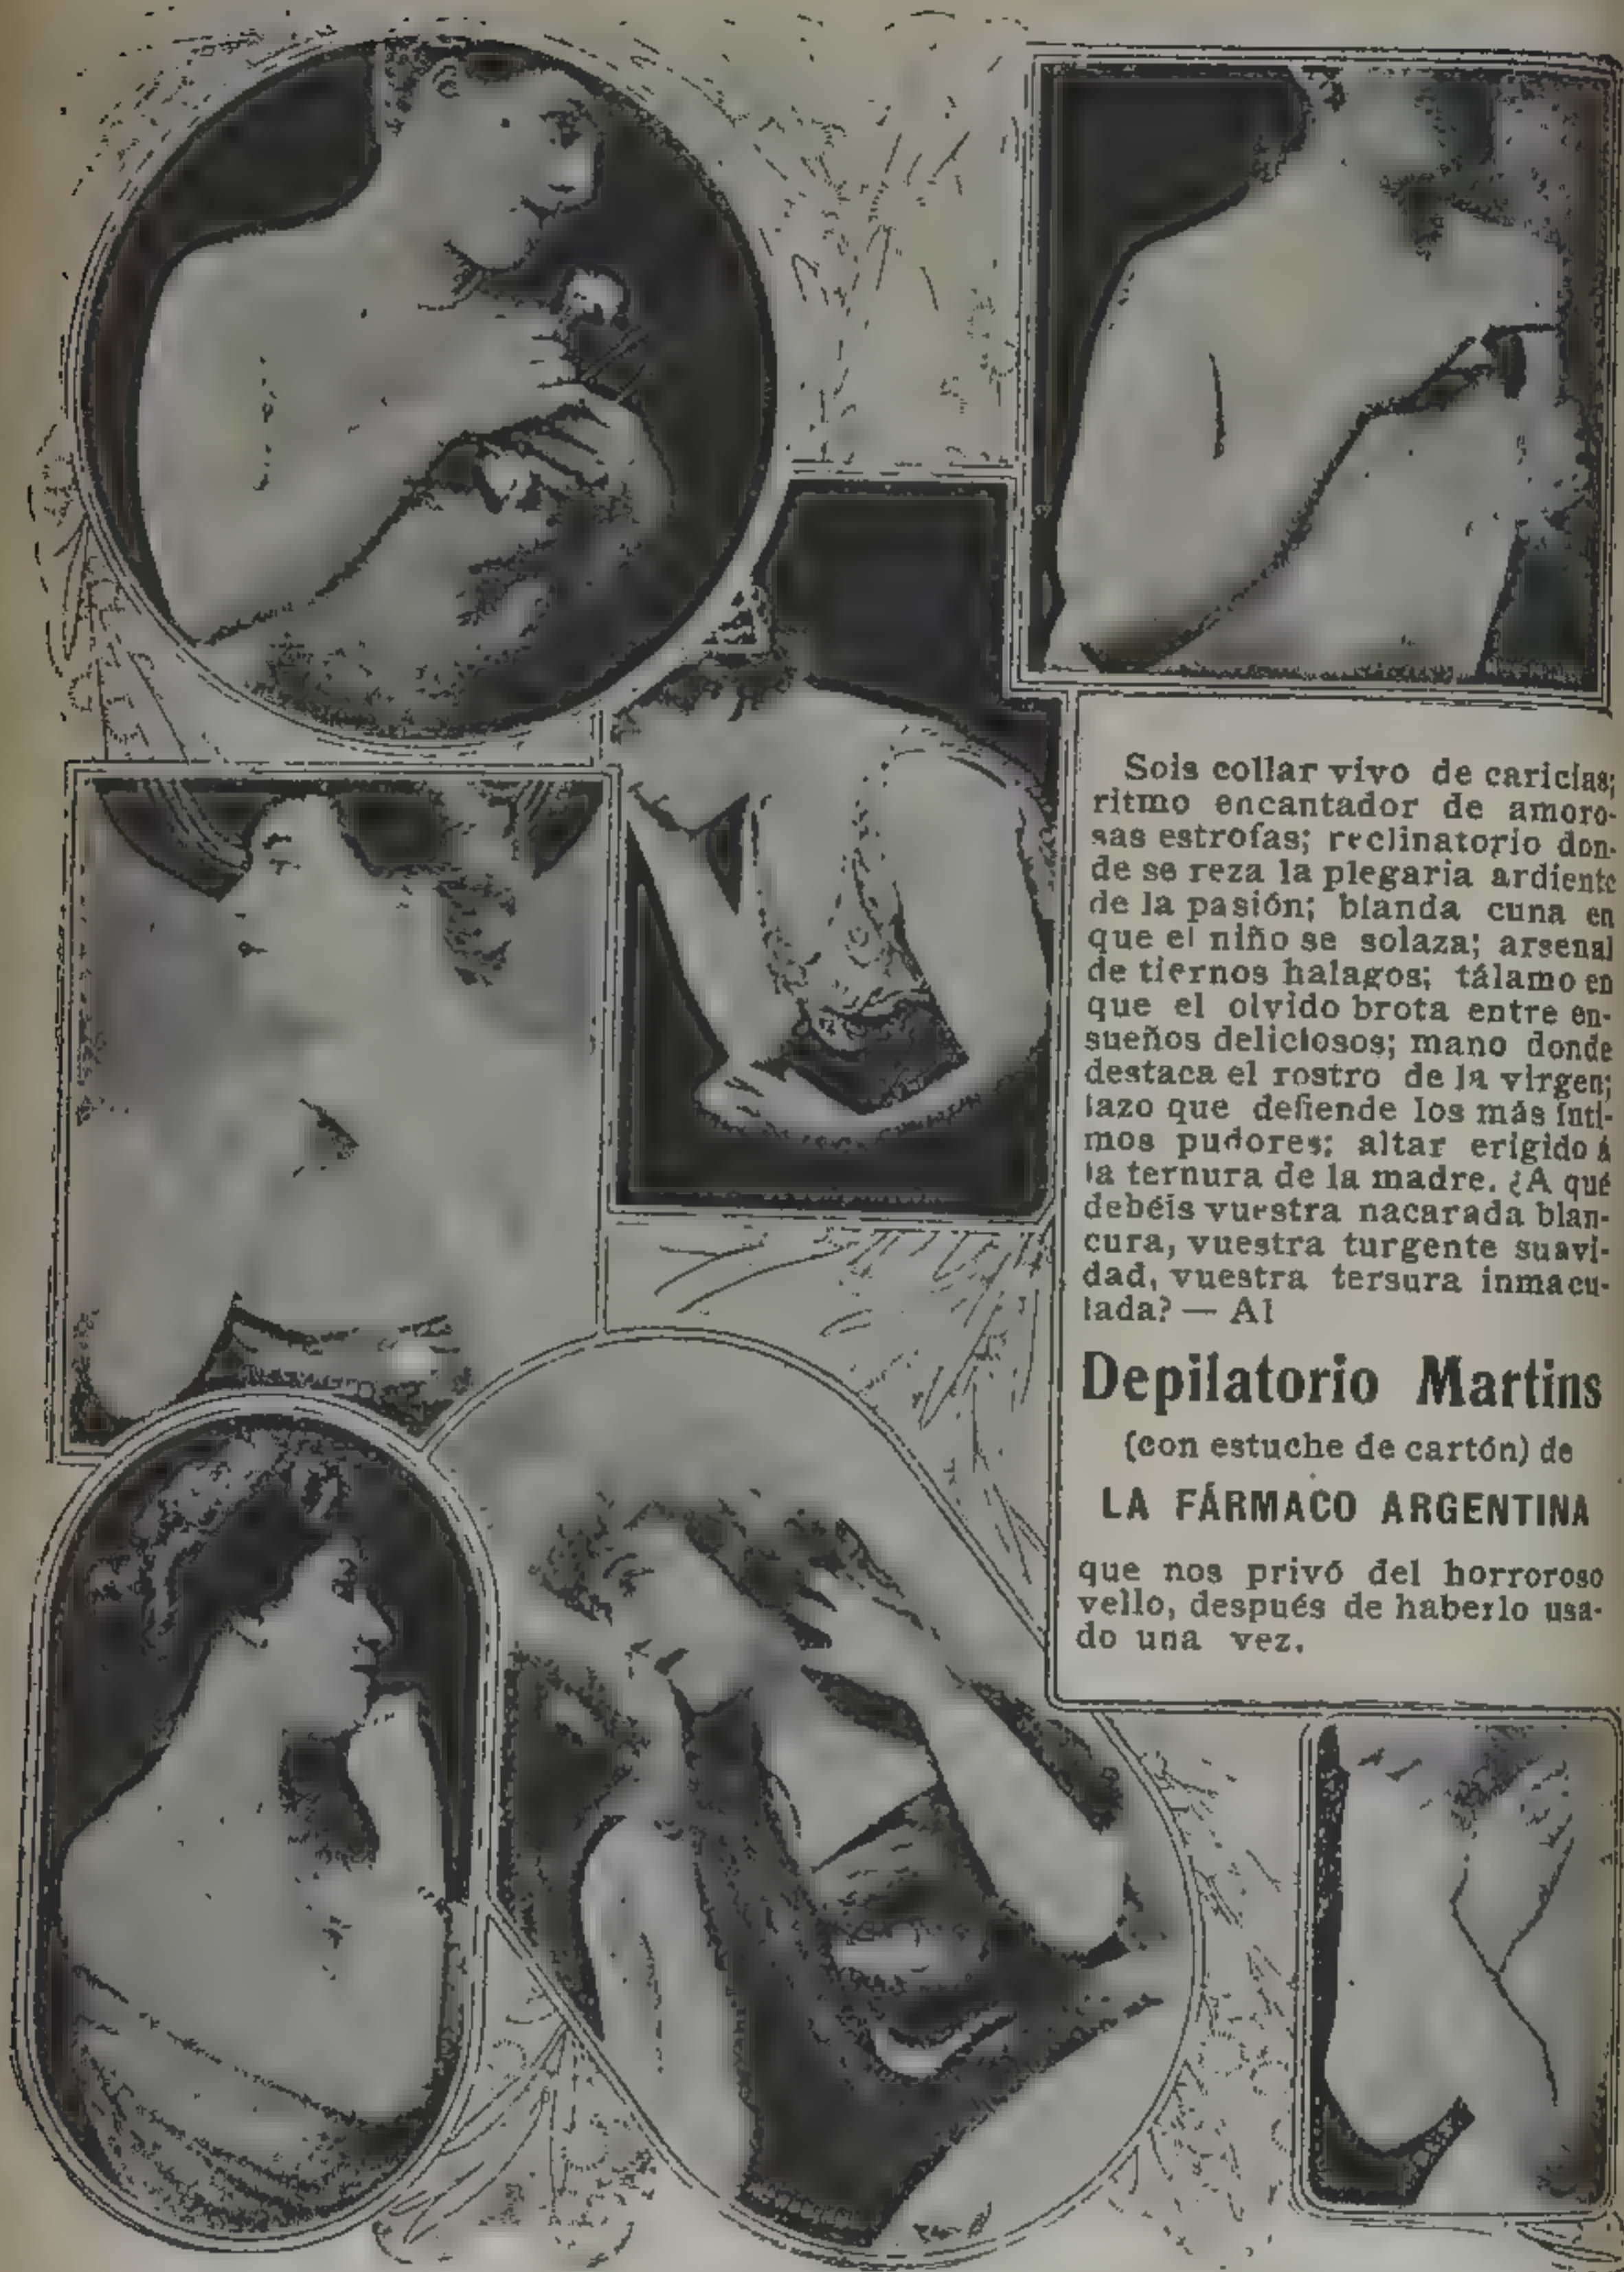 Sois collar vivo de caricias;
ritmo encantador de amoro-
sas estrofas; reclinatorio don-
de se reza la plegaria ardiente
de la pasión; blanda cuna en
que el niño se solaza; arsenal
de tiernos halagos; tálamo en
que el olvido brota entre en-
sueños deliciosos; mano donde
destaca el rostro de la virgen;
lazo que defiende los más ínti-
mos pudores; altar erigido á
la ternura de la madre. ¿A qué
debéis vuestra nacarada blan-
cura, vuestra turgente suavi-
dad, vuestra tersura inmacu-
lada? — Al
Depilatorio Martins
(con estuche de cartón) de
LA FÁRMACO ARGENTINA
que nos privó del horroroso
vello, después de haberlo usa-
do una vez.